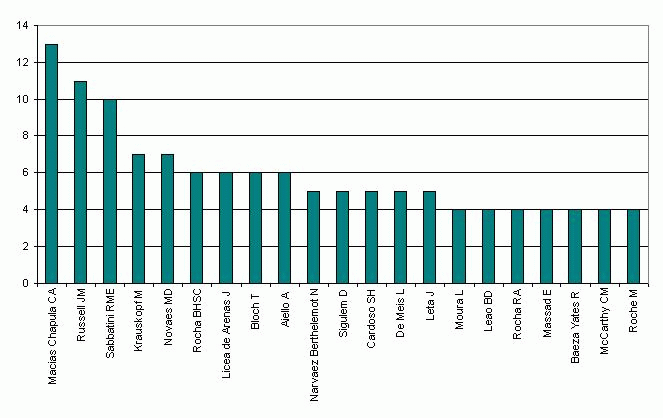 14
12
10
8
6
4
2
0
Macias Chapula CA
Russell JM
Sabbatini RME
Krauskopf M
Novaes MD
Rocha BHSC
Licea de Arenas J
Bloch T
Aiello A
Narvaez Berthelemot N
Sigulem D
Cardoso SH
De Meis L
Leta J
Moura L
Leao BD
Rocha RA
Massad E
Baeza Yates R
McCarthy CM
Roche M